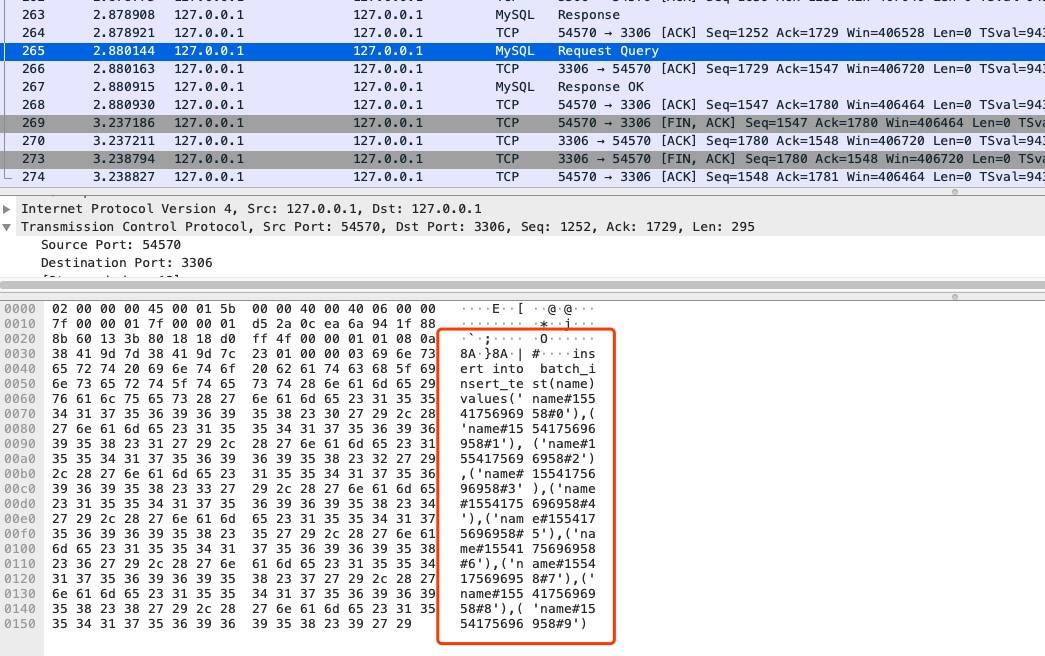 263 2.878908 127.0.0.1 127.0.0.1 MySQL Response
264 2.878921 127.0.0.1 127.0.0.1 TCP 54570 → 3306 [ACK] Seq=1252 Ack=1729 Win=406528 Len=0 TSval=943
265 2.880144 127.0.0.1 127.0.0.1 MySQL Request Query
266 2.880163 127.0.0.1 127.0.0.1 TCP 3306 → 54570 [ACK] Seq=1729 Ack=1547 Win=406720 Len=0 TSval=943
267 2.880915 127.0.0.1 127.0.0.1 MySQL Response OK
268 2.880930 127.0.0.1 127.0.0.1 TCP 54570 → 3306 [ACK] Seq=1547 Ack=1780 Win=406464 Len=0 TSval=943
269 3.237186 127.0.0.1 127.0.0.1 TCP 54570 → 3306 [FIN, ACK] Seq=1547 Ack=1780 Win=406464 Len=0 TSva
270 3.237211 127.0.0.1 127.0.0.1 TCP 3306 → 54570 [ACK] Seq=1780 Ack=1548 Win=406720 Len=0 TSval=943
273 3.238794 127.0.0.1 127.0.0.1 TCP 3306 → 54570 [FIN, ACK] Seq=1780 Ack=1548 Win=406720 Len=0 TSva
274 3.238827 127.0.0.1 127.0.0.1 TCP 54570 → 3306 [ACK] Seq=1548 Ack=1781 Win=406464 Len=0 TSval=943
Internet Protocol Version 4, Src: 127.0.0.1, Dst: 127.0.0.1
Transmission Control Protocol, Src Port: 54570, Dst Port: 3306, Seq: 1252, Ack: 1729, Len: 295
Source Port: 54570
Destination Port: 3306
0000 02 00 00 00 45 00 01 5b 00 00 40 00 40 06 00 00 ····E··[ ··@·@···
0010 7f 00 00 01 7f 00 00 01 d5 2a 0c ea 6a 94 1f 88 ········ ·*··j···
0020 8b 60 13 3b 80 18 18 d0 ff 4f 00 00 01 01 08 0a ·`·;···· ·O······
0030 38 41 9d 7d 38 41 9d 7c 23 01 00 00 03 69 6e 73 8A·}8A·| #····ins
0040 65 72 74 20 69 6e 74 6f 20 62 61 74 63 68 5f 69 ert into batch_i
0050 6e 73 65 72 74 5f 74 65 73 74 28 6e 61 6d 65 29 nsert_te st(name)
0060 76 61 6c 75 65 73 28 27 6e 61 6d 65 23 31 35 35 values(' name#155
0070 34 31 37 35 36 39 36 39 35 38 23 30 27 29 2c 28 41756969 58#0'),(
0080 27 6e 61 6d 65 23 31 35 35 34 31 37 35 36 39 36 'name#15 54175696
0090 39 35 38 23 31 27 29 2c 28 27 6e 61 6d 65 23 31 958#1'), ('name#1
00a0 35 35 34 31 37 35 36 39 36 39 35 38 23 32 27 29 55417569 6958#2')
00b0 2c 28 27 6e 61 6d 65 23 31 35 35 34 31 37 35 36 ,('name# 15541756
00c0 39 36 39 35 38 23 33 27 29 2c 28 27 6e 61 6d 65 96958#3' ),('name
00d0 23 31 35 35 34 31 37 35 36 39 36 39 35 38 23 34 #1554175 696958#4
00e0 27 29 2c 28 27 6e 61 6d 65 23 31 35 35 34 31 37 '),('nam e#155417
00f0 35 36 39 36 39 35 38 23 35 27 29 2c 28 27 6e 61 5696958# 5'),('na
0100 6d 65 23 31 35 35 34 31 37 35 36 39 36 39 35 38 me#15541 75696958
0110 23 36 27 29 2c 28 27 6e 61 6d 65 23 31 35 35 34 #6'),('n ame#1554
0120 31 37 35 36 39 36 39 35 38 23 37 27 29 2c 28 27 17569695 8#7'),('
0130 6e 61 6d 65 23 31 35 35 34 31 37 35 36 39 36 39 name#155 41756969
0140 35 38 23 38 27 29 2c 28 27 6e 61 6d 65 23 31 35 58#8'),( 'name#15
0150 35 34 31 37 35 36 39 36 39 35 38 23 39 27 29 54175696 958#9')